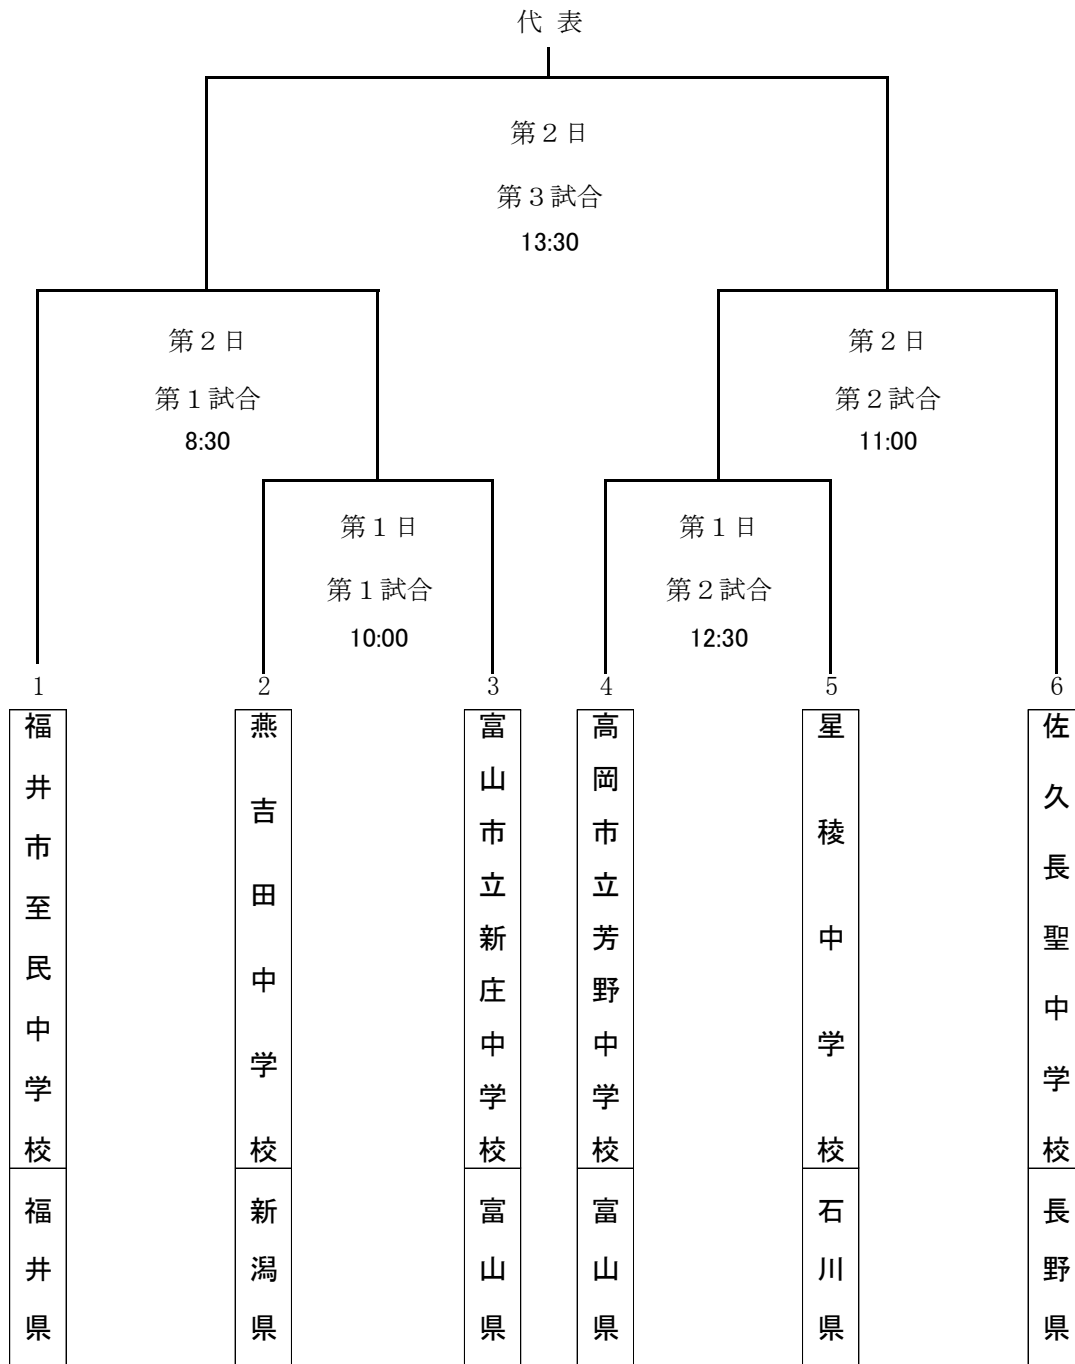 代 表
第２日
第３試合
13:30
第２日
第１試合
8:30
第２日
第２試合
11:00
第１日
第１試合
10:00
第１日
第２試合
12:30
1
2
3
4
5
6
福井市至民中学校
燕吉田中学校
富山市立新庄中学校
高岡市立芳野中学校
星稜中学校
佐久長聖中学校
福井県
新潟県
富山県
富山県
石川県
長野県